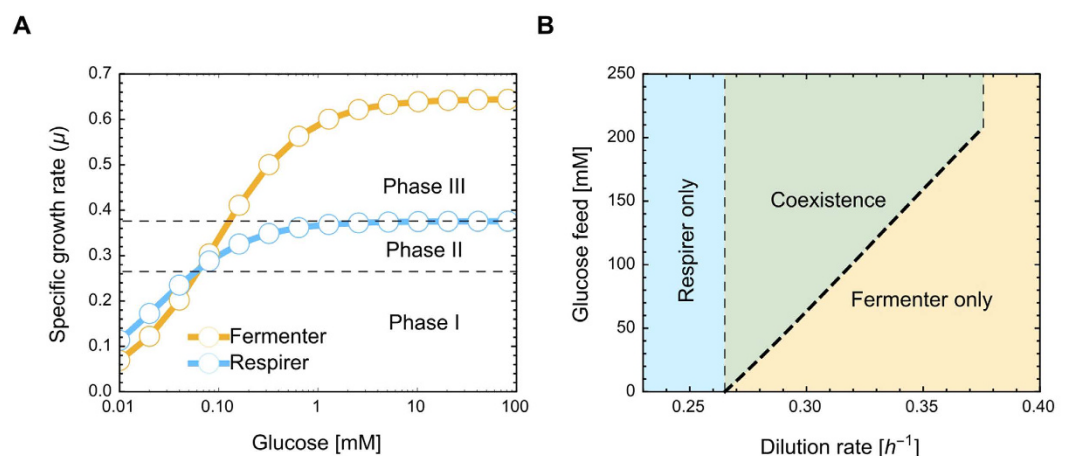 A
B
0.7
0.6
0.5
0.4
0.3
0.2
0.1
0.0
Specific growth rate (μ)
Phase III
Phase II
Phase I
Fermenter
Respirer
0.01
0.10
1
10
100
Glucose [mM]
250
200
150
100
50
0
Glucose feed [mM]
Respirer only
Coexistence
Fermenter only
0.25
0.30
0.35
0.40
Dilution rate [h⁻¹]